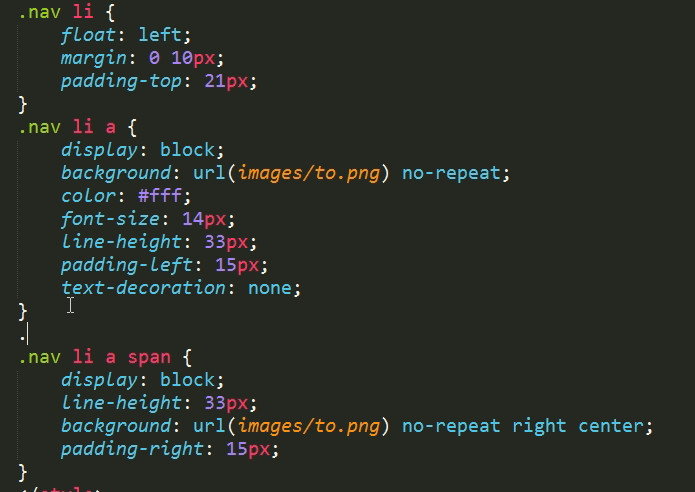 .nav li {
    float: left;
    margin: 0 10px;
    padding-top: 21px;
}
.nav li a {
    display: block;
    background: url(images/to.png) no-repeat;
    color: #fff;
    font-size: 14px;
    line-height: 33px;
    padding-left: 15px;
    text-decoration: none;
}
.
.nav li a span {
    display: block;
    line-height: 33px;
    background: url(images/to.png) no-repeat right center;
    padding-right: 15px;
}
</style>